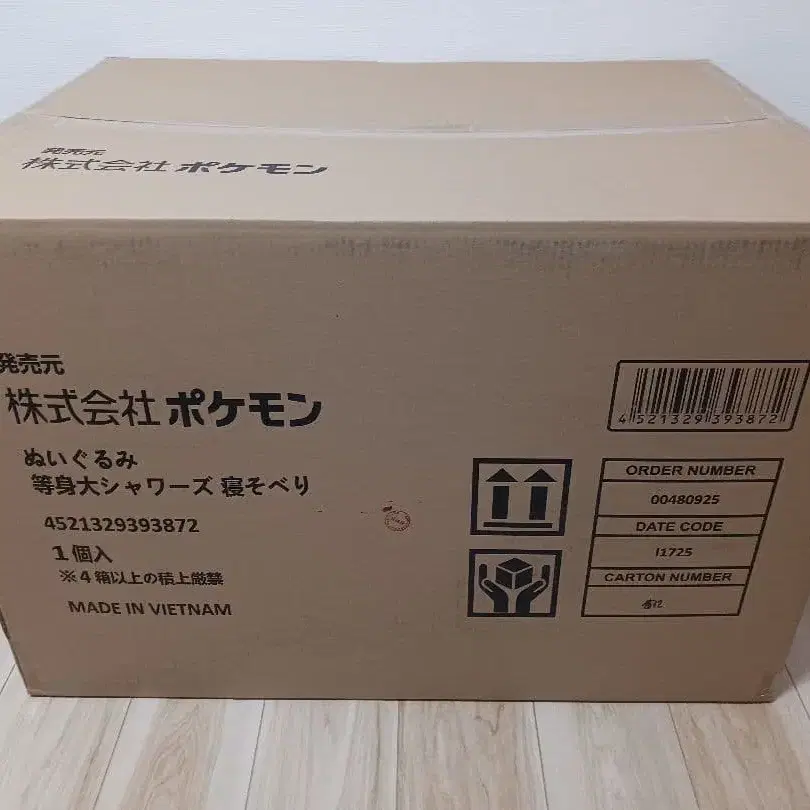 発売元
株式会社 ポケモン
発売元
株式会社 ポケモン
ぬいぐるみ
等身大シャワーズ 寝そべり
4521329393872
1個入
※4箱以上の積上厳禁
MADE IN VIETNAM
4 521329 393872
ORDER NUMBER
00480925
DATE CODE
I1725
CARTON NUMBER